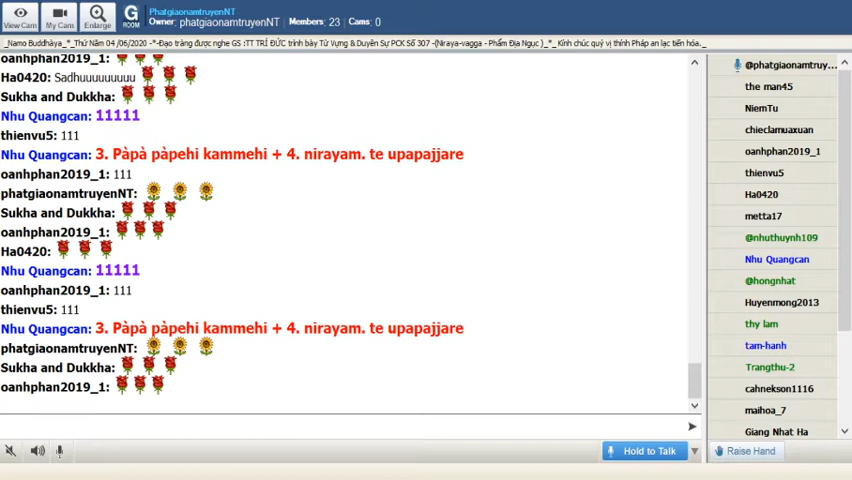 View Cam
My Cam
Enlarge
G
ROOM
PhatgiaonamtruyenNT
Owner: phatgiaonamtruyenNT | Members: 23 | Cams: 0
_Namo Buddhàya_*_Thứ Năm 04 /06/2020 -*-Đạo tràng được nghe GS :TT TRÍ ĐỨC trình bày Từ Vựng & Duyên Sự PCK Số 307 -(Niraya-vagga - Phẩm Địa Ngục )_*_ Kính chúc quý vị thính Pháp an lạc tiến hóa._
oanhphan2019_1:
Ha0420: Sadhuuuuuuuuu
Sukha and Dukkha:
Nhu Quangcan: 11111
thienvu5: 111
Nhu Quangcan: 3. Pàpà pàpehi kammehi + 4. nirayam. te upapajjare
oanhphan2019_1: 111
phatgiaonamtruyenNT:
Sukha and Dukkha:
oanhphan2019_1:
Ha0420:
Nhu Quangcan: 11111
oanhphan2019_1: 111
thienvu5: 111
Nhu Quangcan: 3. Pàpà pàpehi kammehi + 4. nirayam. te upapajjare
phatgiaonamtruyenNT:
Sukha and Dukkha:
oanhphan2019_1:
@phatgiaonamtruy...
the man45
NiemTu
chieclamuaxuan
oanhphan2019_1
thienvu5
Ha0420
metta17
@nhuthuynh109
Nhu Quangcan
@hongnhat
Huyenmong2013
thy lam
tam-hanh
Trangthu-2
cahnekson1116
maihoa_7
Giang Nhat Ha
Hold to Talk
Raise Hand